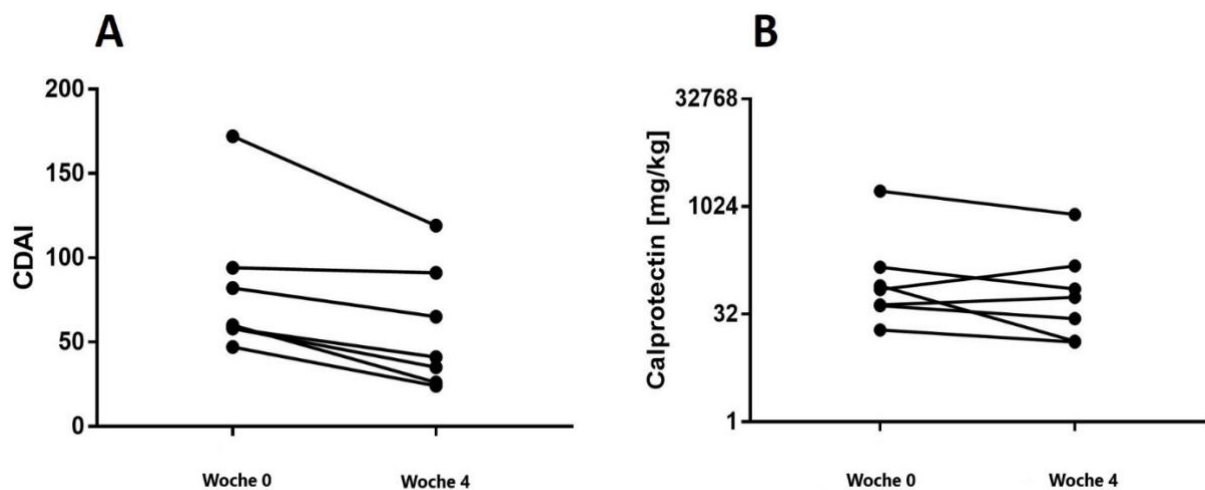 A
CDAI
200
150
100
50
0
Woche 0
Woche 4
B
Calprotectin [mg/kg]
32768
1024
32
1
Woche 0
Woche 4